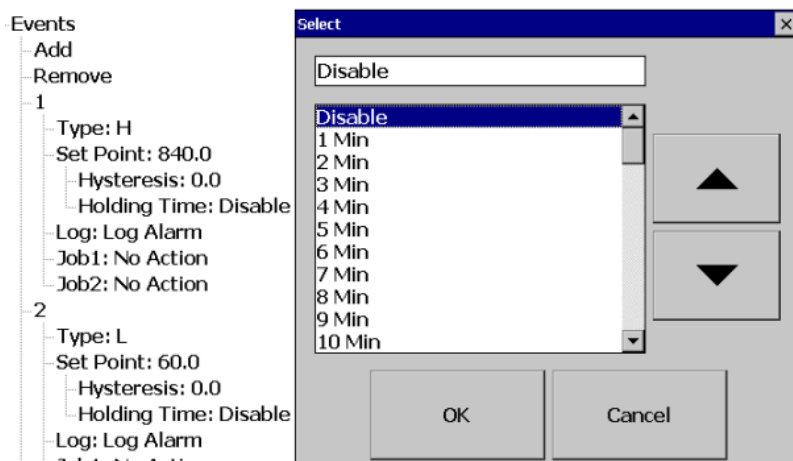 Events
Add
Remove
1
Type: H
Set Point: 840.0
Hysteresis: 0.0
Holding Time: Disable
Log: Log Alarm
Job1: No Action
Job2: No Action
2
Type: L
Set Point: 60.0
Hysteresis: 0.0
Holding Time: Disable
Log: Log Alarm
Select
Disable
Disable
1 Min
2 Min
3 Min
4 Min
5 Min
6 Min
7 Min
8 Min
9 Min
10 Min
OK
Cancel